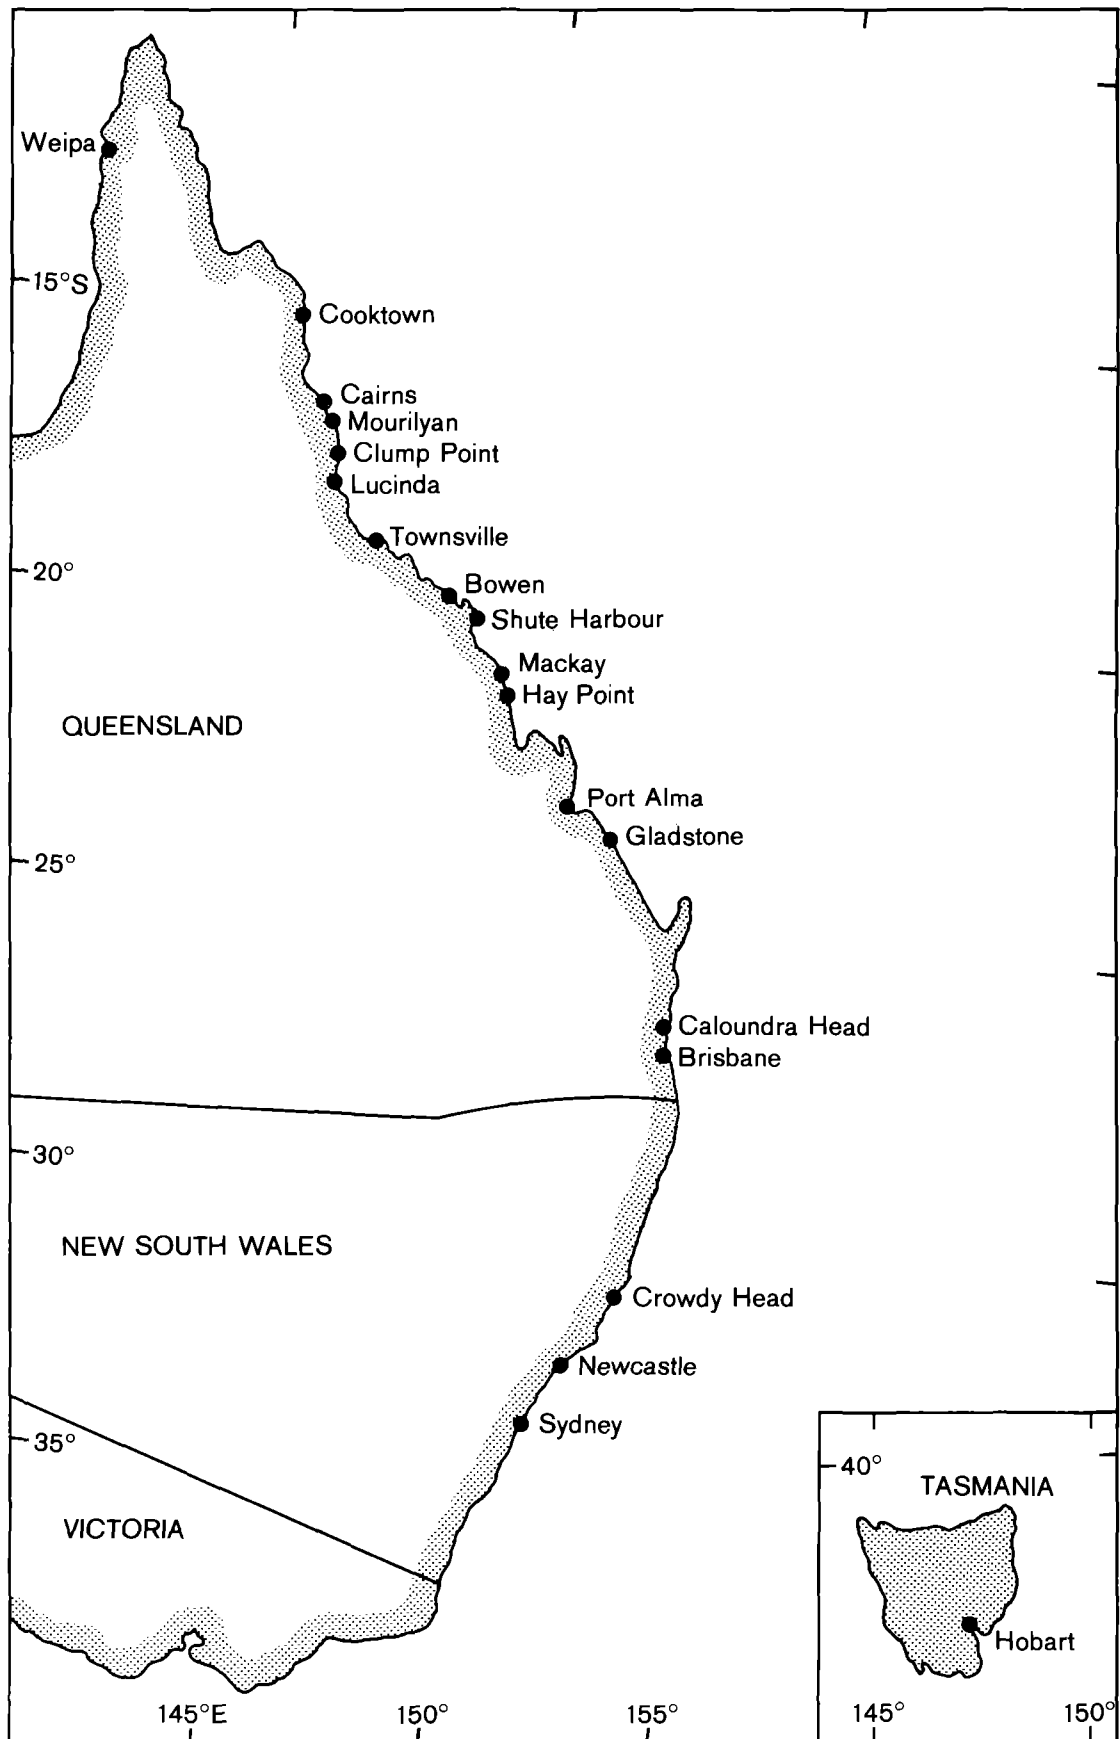 Weipa
15°S
Cooktown
Cairns
Mourilyan
Clump Point
Lucinda
Townsville
20°
Bowen
Shute Harbour
Mackay
Hay Point
QUEENSLAND
Port Alma
Gladstone
25°
Caloundra Head
Brisbane
30°
NEW SOUTH WALES
Crowdy Head
Newcastle
Sydney
35°
40°
TASMANIA
VICTORIA
Hobart
145°E
150°
155°
145°
150°